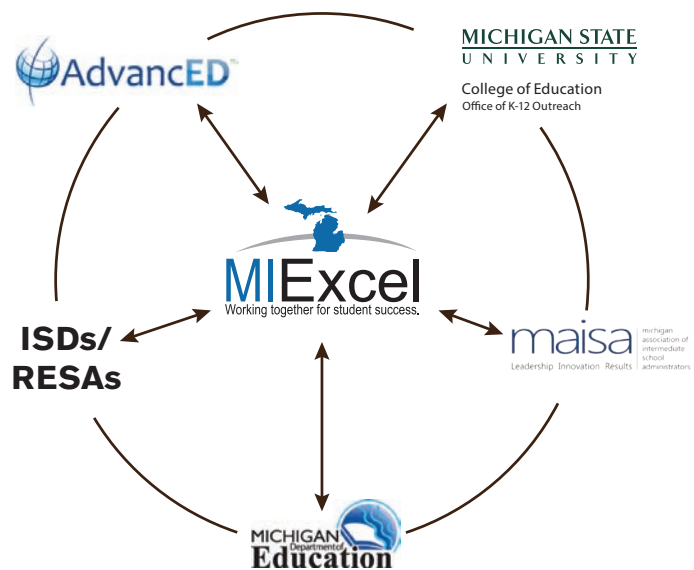 AdvancED™
MICHIGAN STATE
UNIVERSITY
College of Education
Office of K-12 Outreach
MIExcel
Working together for student success.
ISDs/
RESAs
maisa
Leadership Innovation Results
michigan
association of
intermediate
school
administrators
MICHIGAN
Department of
Education